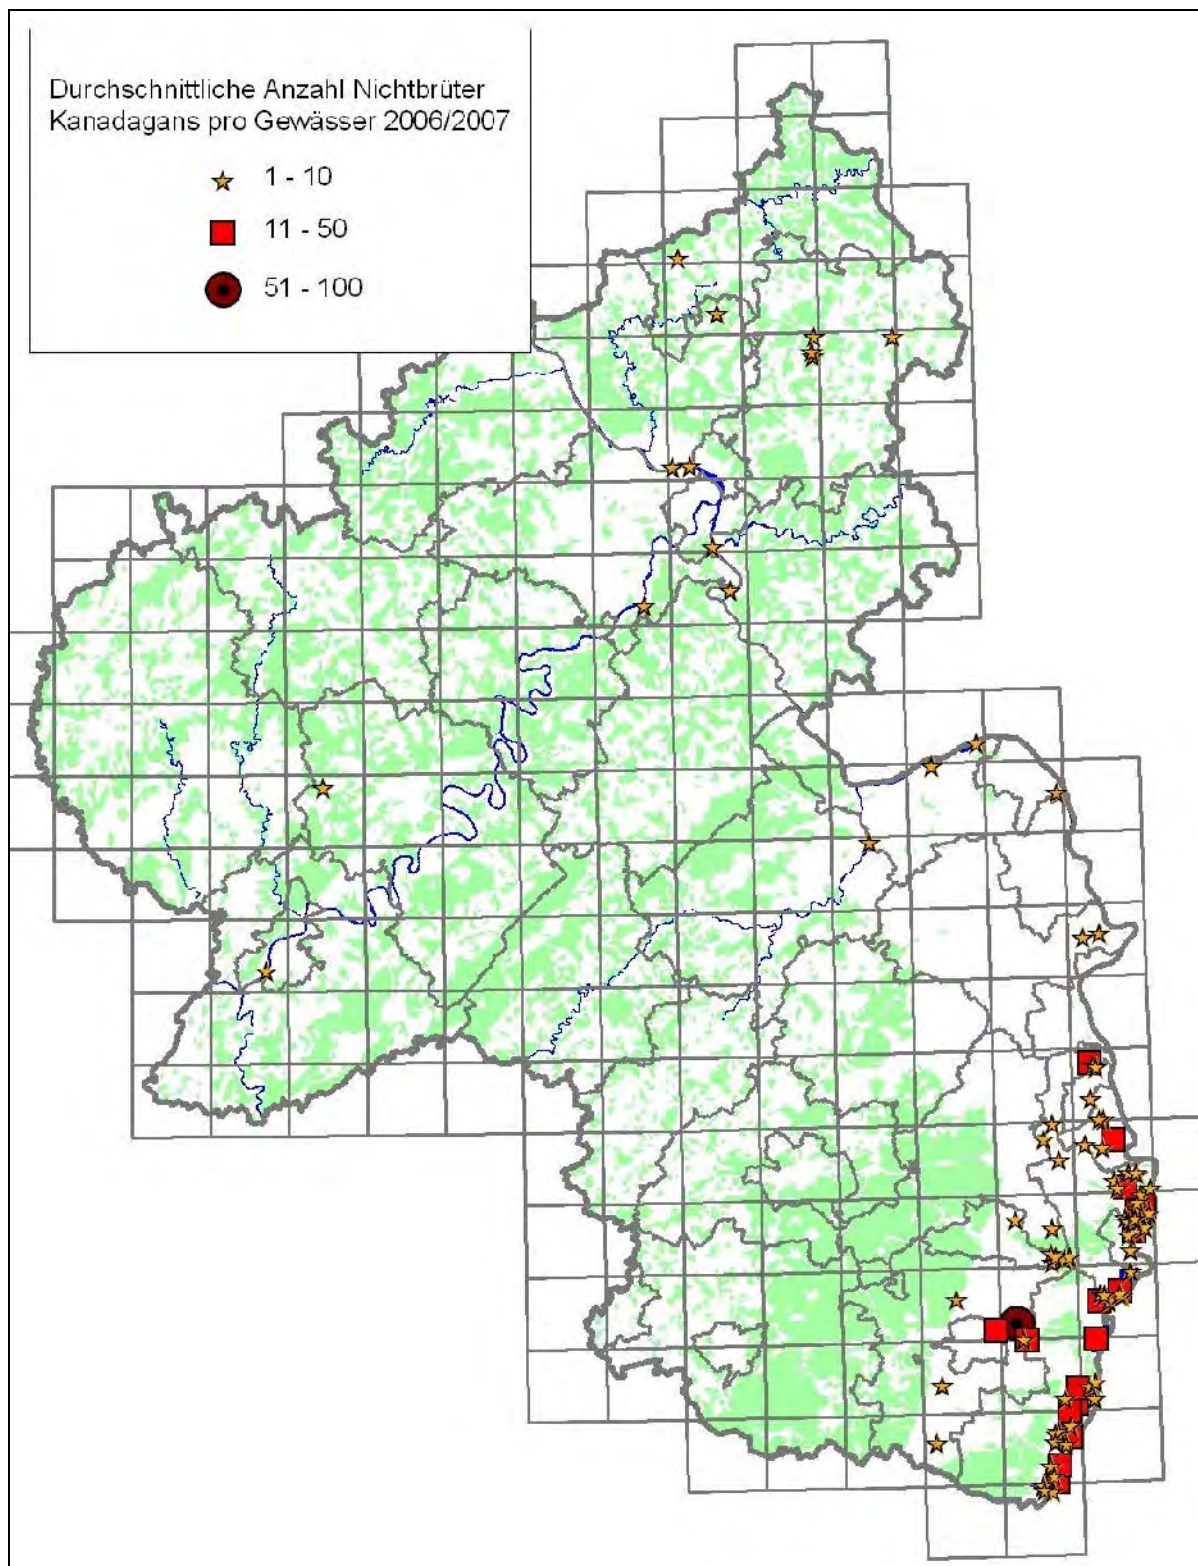 Durchschnittliche Anzahl Nichtbrüter
Kanadagans pro Gewässer 2006/2007
1 - 10
11 - 50
51 - 100